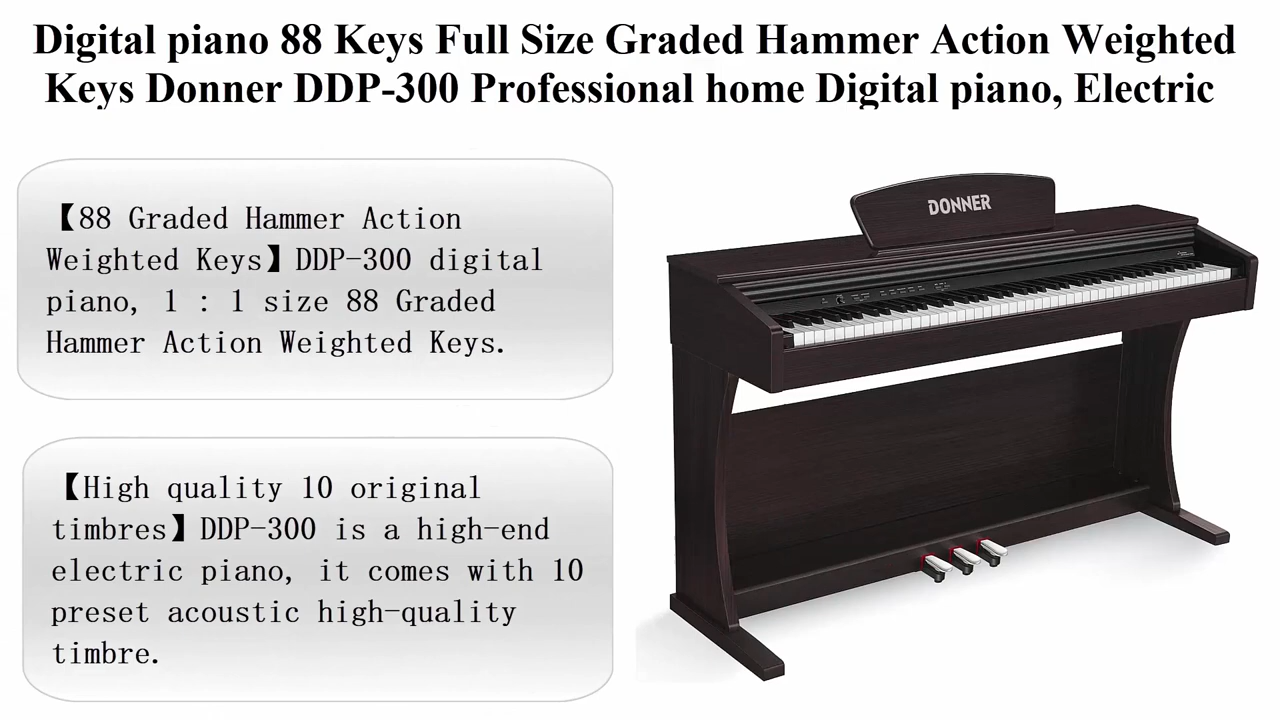 Digital piano 88 Keys Full Size Graded Hammer Action Weighted
Keys Donner DDP-300 Professional home Digital piano, Electric
【88 Graded Hammer Action
Weighted Keys】DDP-300 digital
piano, 1 : 1 size 88 Graded
Hammer Action Weighted Keys.
【High quality 10 original
timbres】DDP-300 is a high-end
electric piano, it comes with 10
preset acoustic high-quality
timbre.
DONNER